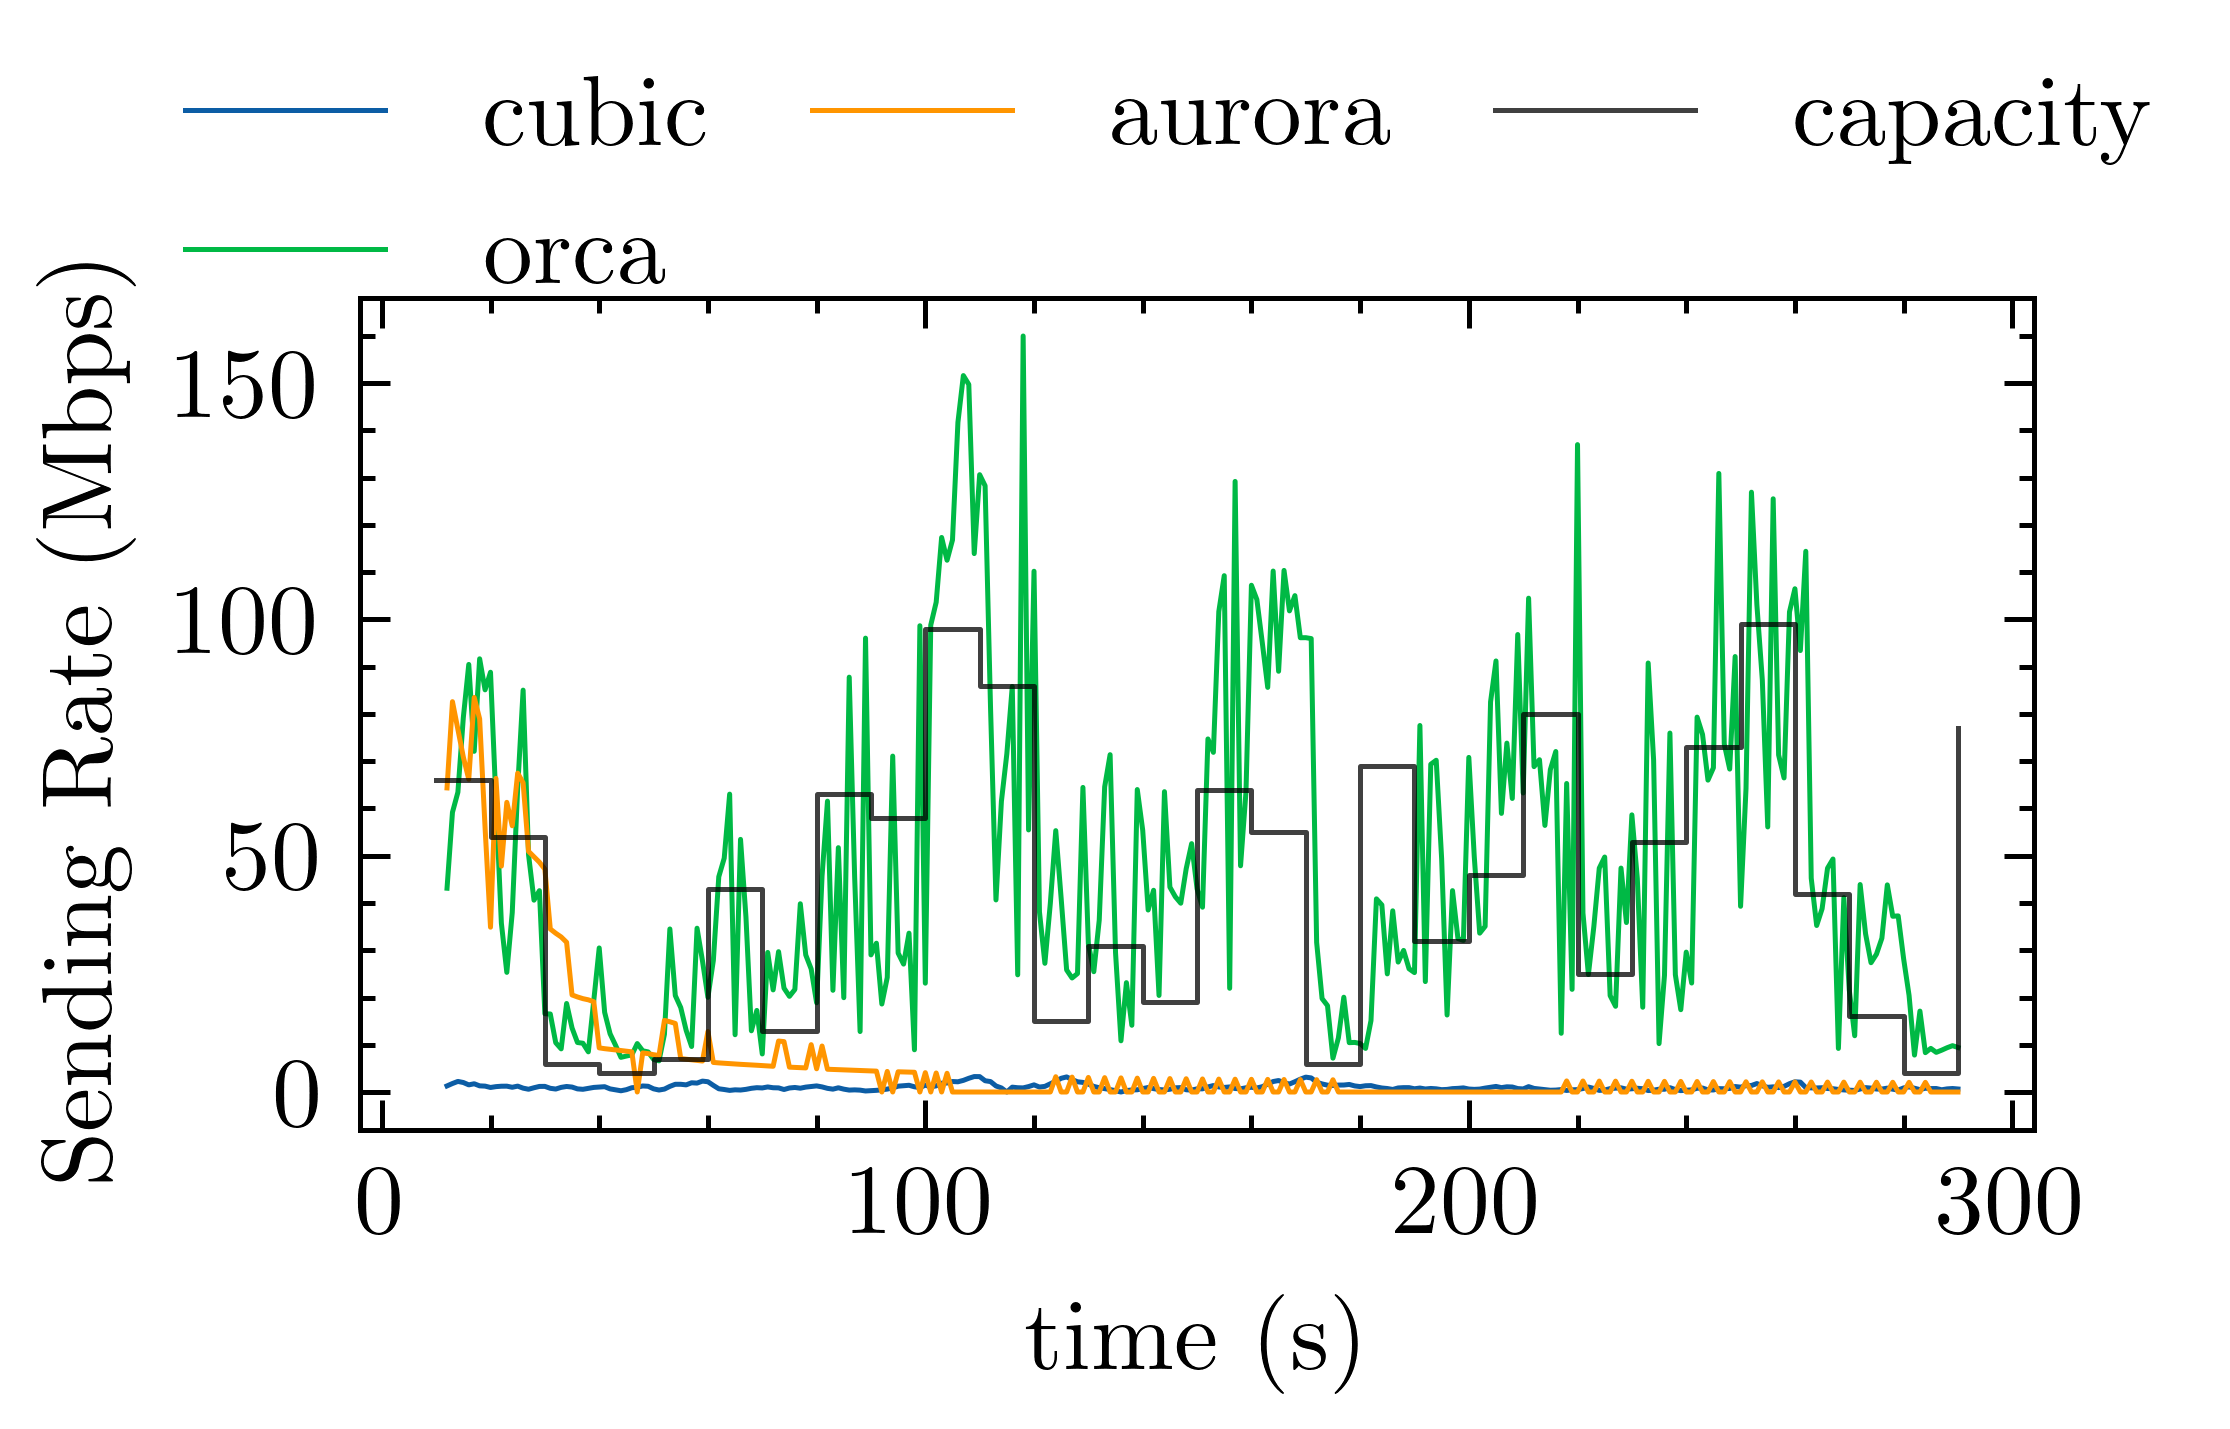 cubic aurora capacity
orca
Sending Rate (Mbps)
150
100
50
0
0 100 200 300
time (s)